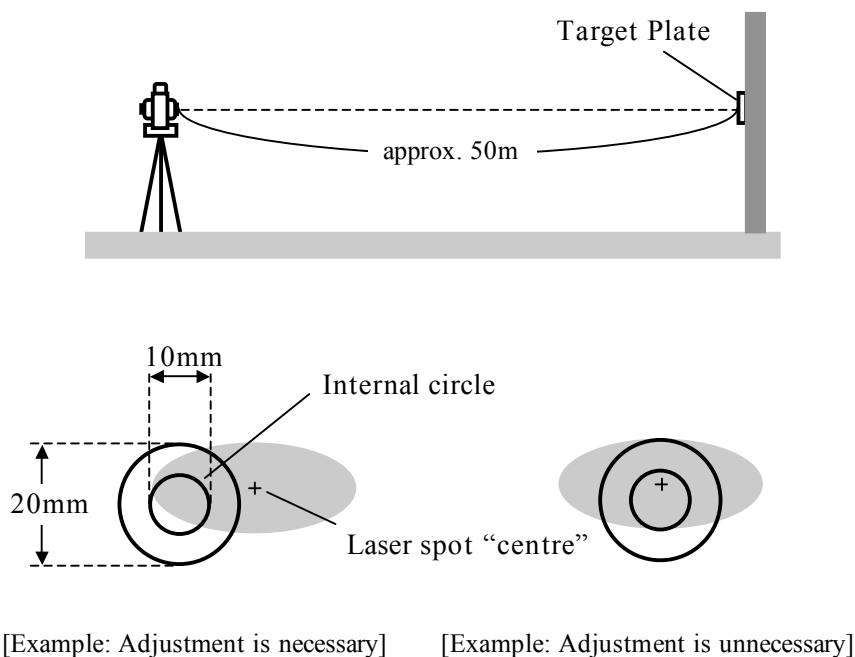 Target Plate
approx. 50m
10mm
Internal circle
20mm
Laser spot “centre”
[Example: Adjustment is necessary]
[Example: Adjustment is unnecessary]